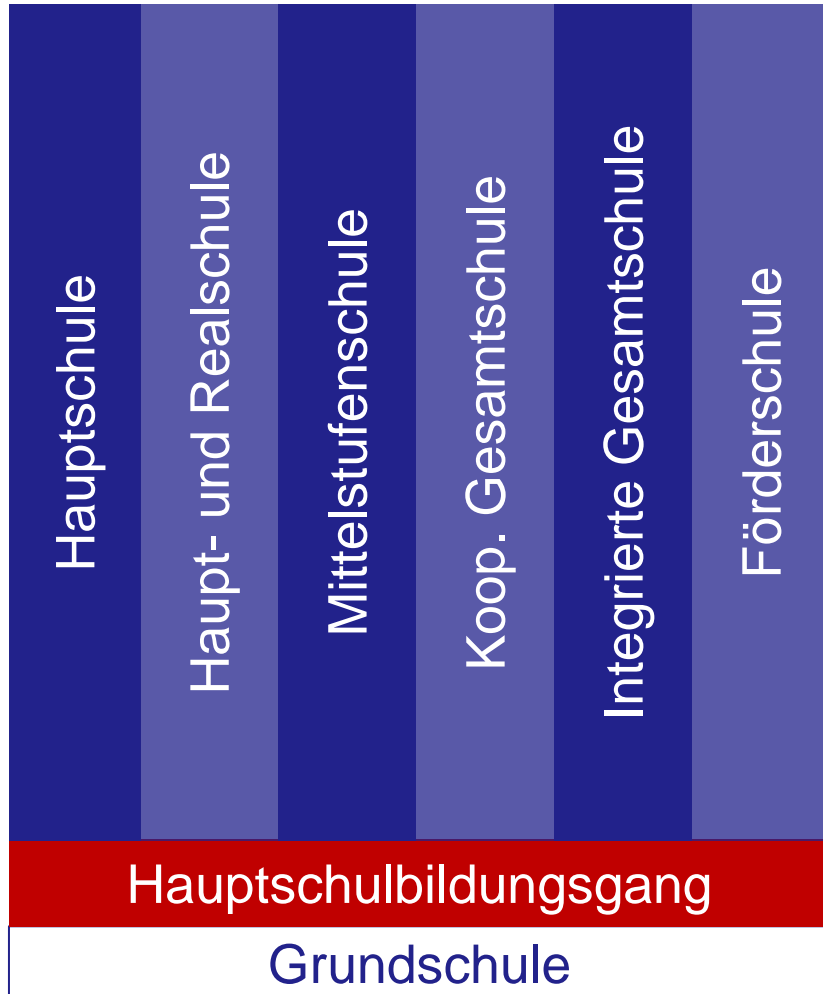 Hauptschule
Haupt- und Realschule
Mittelstufenschule
Koop. Gesamtschule
Integrierte Gesamtschule
Förderschule
Hauptschulbildungsgang
Grundschule